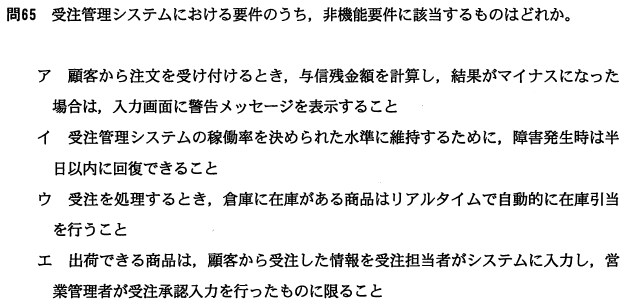 問65 受注管理システムにおける要件のうち，非機能要件に該当するものはどれか。
ア 顧客から注文を受け付けるとき，与信残金額を計算し，結果がマイナスになった
場合は，入力画面に警告メッセージを表示すること
イ 受注管理システムの稼働率を決められた水準に維持するために，障害発生時は半
日以内に回復できること
ウ 受注を処理するとき，倉庫に在庫がある商品はリアルタイムで自動的に在庫引当
を行うこと
エ 出荷できる商品は，顧客から受注した情報を受注担当者がシステムに入力し，営
業管理者が受注承認入力を行ったものに限ること